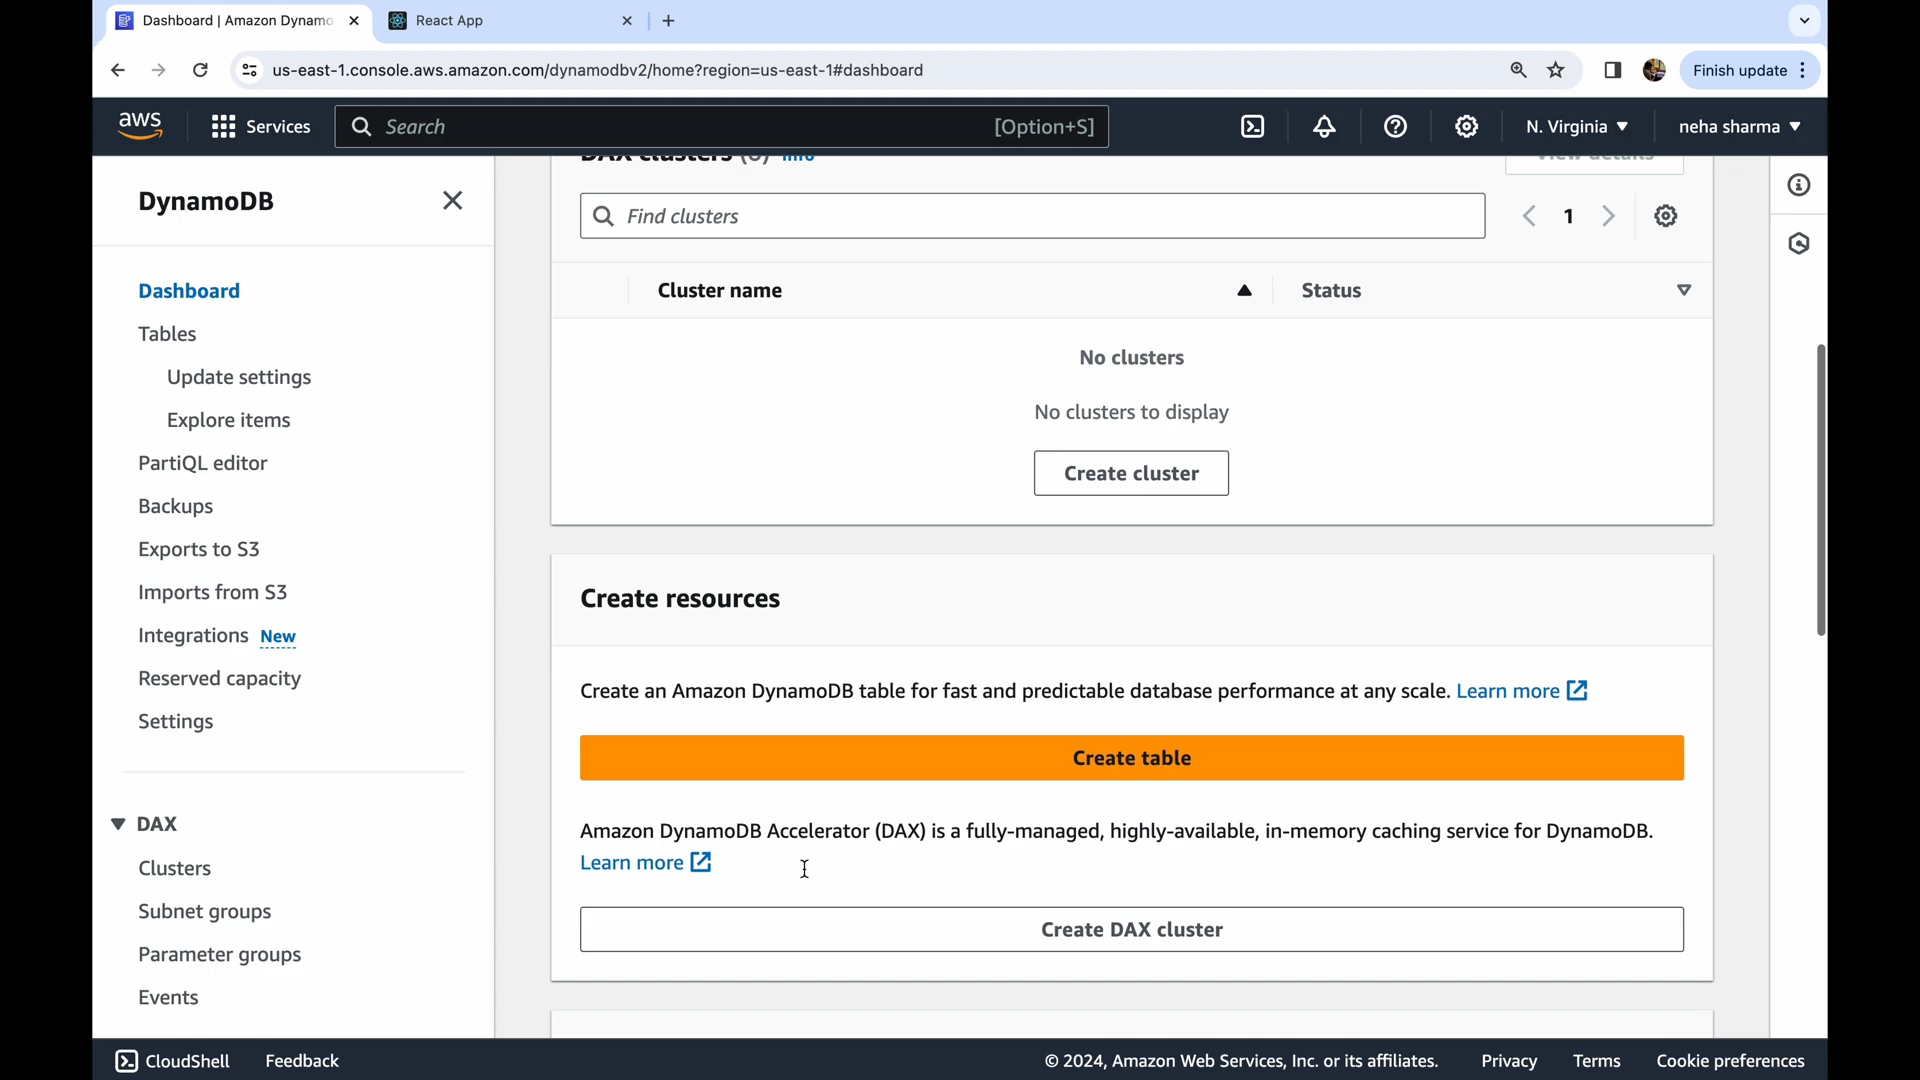 Dashboard | Amazon Dynamo
React App
us-east-1.console.aws.amazon.com/dynamodbv2/home?region=us-east-1#dashboard
Finish update
aws
Services
Search
[Option+S]
N. Virginia
neha sharma
DynamoDB
Dashboard
Tables
Update settings
Explore items
PartiQL editor
Backups
Exports to S3
Imports from S3
Integrations New
Reserved capacity
Settings
DAX
Clusters
Subnet groups
Parameter groups
Events
DAX clusters (0) Info
View details
Find clusters
1
Cluster name
Status
No clusters
No clusters to display
Create cluster
Create resources
Create an Amazon DynamoDB table for fast and predictable database performance at any scale. Learn more
Create table
Amazon DynamoDB Accelerator (DAX) is a fully-managed, highly-available, in-memory caching service for DynamoDB.
Learn more
Create DAX cluster
CloudShell
Feedback
© 2024, Amazon Web Services, Inc. or its affiliates.
Privacy
Terms
Cookie preferences